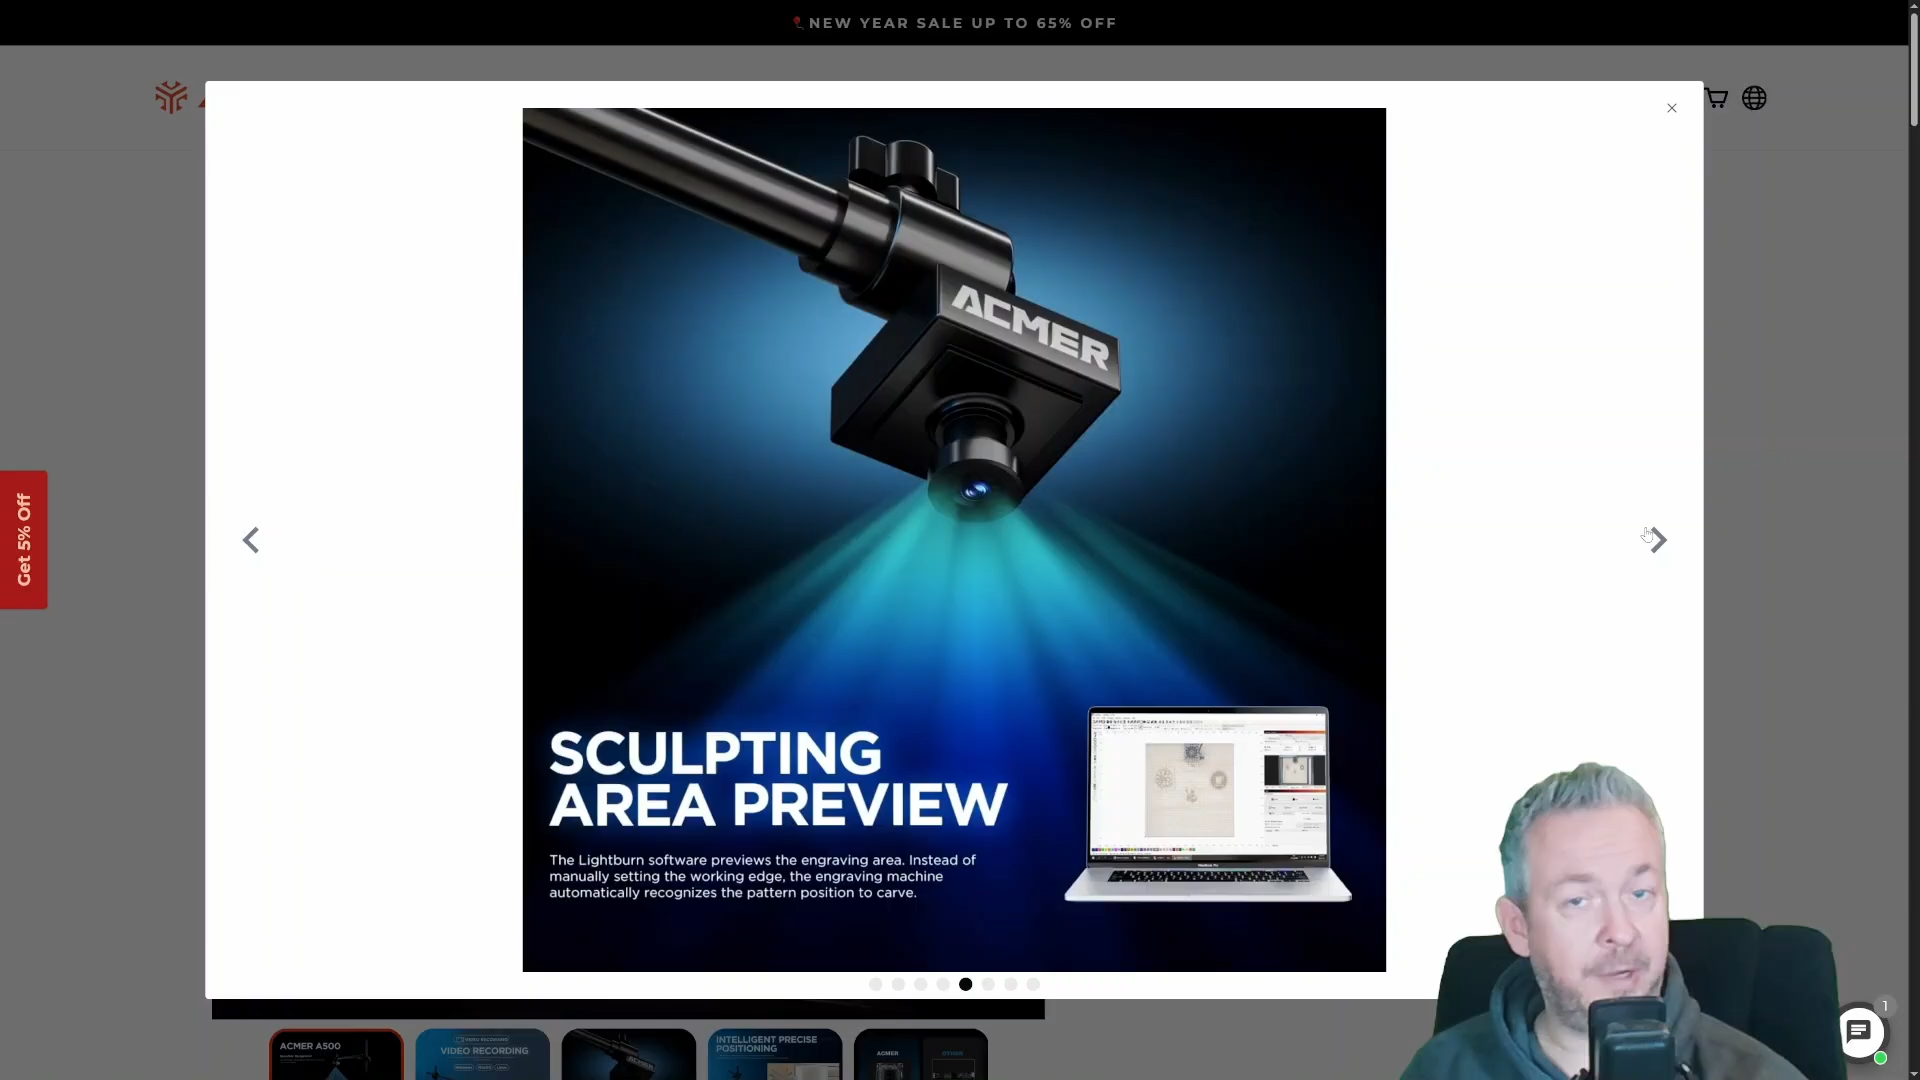 NEW YEAR SALE UP TO 65% OFF
ACMER
SCULPTING
AREA PREVIEW
The Lightburn software previews the engraving area. Instead of
manually setting the working edge, the engraving machine
automatically recognizes the pattern position to carve.
Get 5% Off
1
ACMER A500
VIDEO RECORDING
INTELLIGENT PRECISE
POSITIONING
ACMER